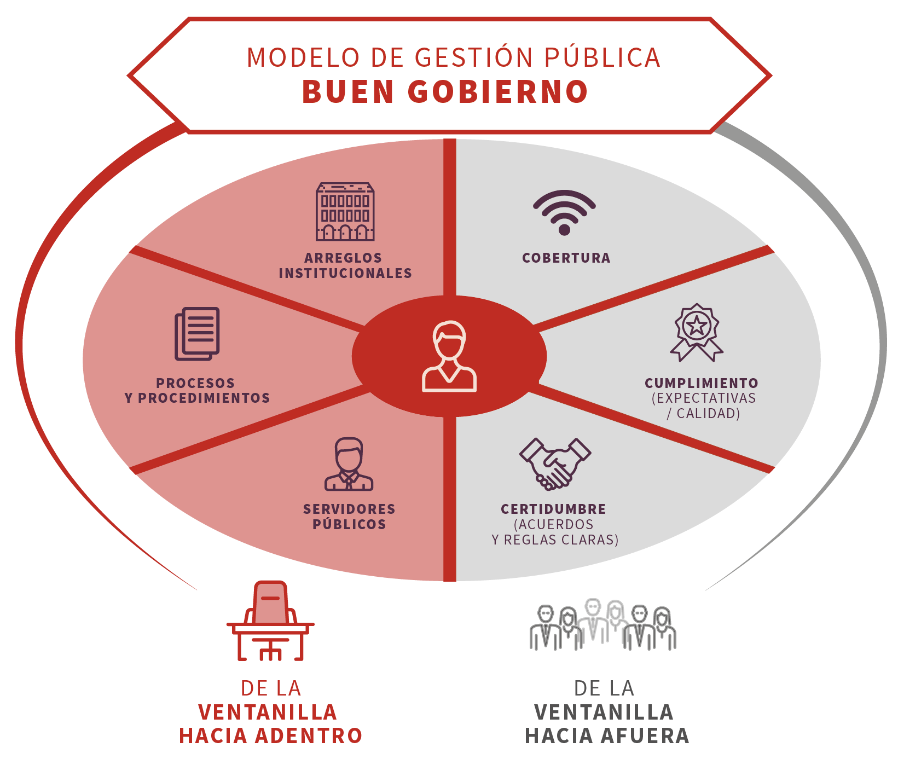 MODELO DE GESTIÓN PÚBLICA
BUEN GOBIERNO
ARREGLOS
INSTITUCIONALES
COBERTURA
PROCESOS
Y PROCEDIMIENTOS
CUMPLIMIENTO
(EXPECTATIVAS
/ CALIDAD)
SERVIDORES
PÚBLICOS
CERTIDUMBRE
(ACUERDOS
Y REGLAS CLARAS)
DE LA
VENTANILLA
HACIA ADENTRO
DE LA
VENTANILLA
HACIA AFUERA